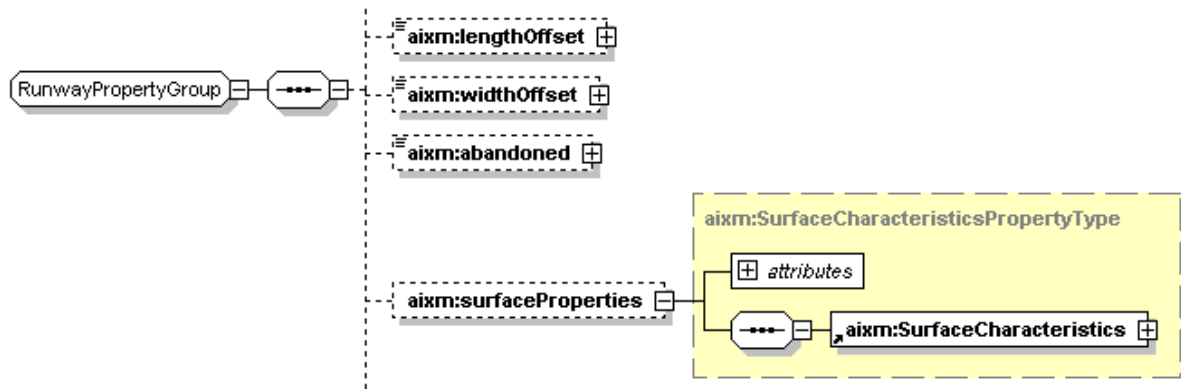 aixm:lengthOffset
RunwayPropertyGroup
aixm:widthOffset
aixm:abandoned
aixm:SurfaceCharacteristicsPropertyType
attributes
aixm:surfaceProperties
aixm:SurfaceCharacteristics